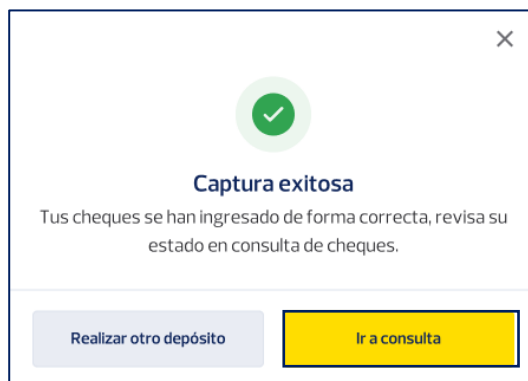 Captura exitosa
Tus cheques se han ingresado de forma correcta, revisa su
estado en consulta de cheques.
Realizar otro depósito
Ir a consulta